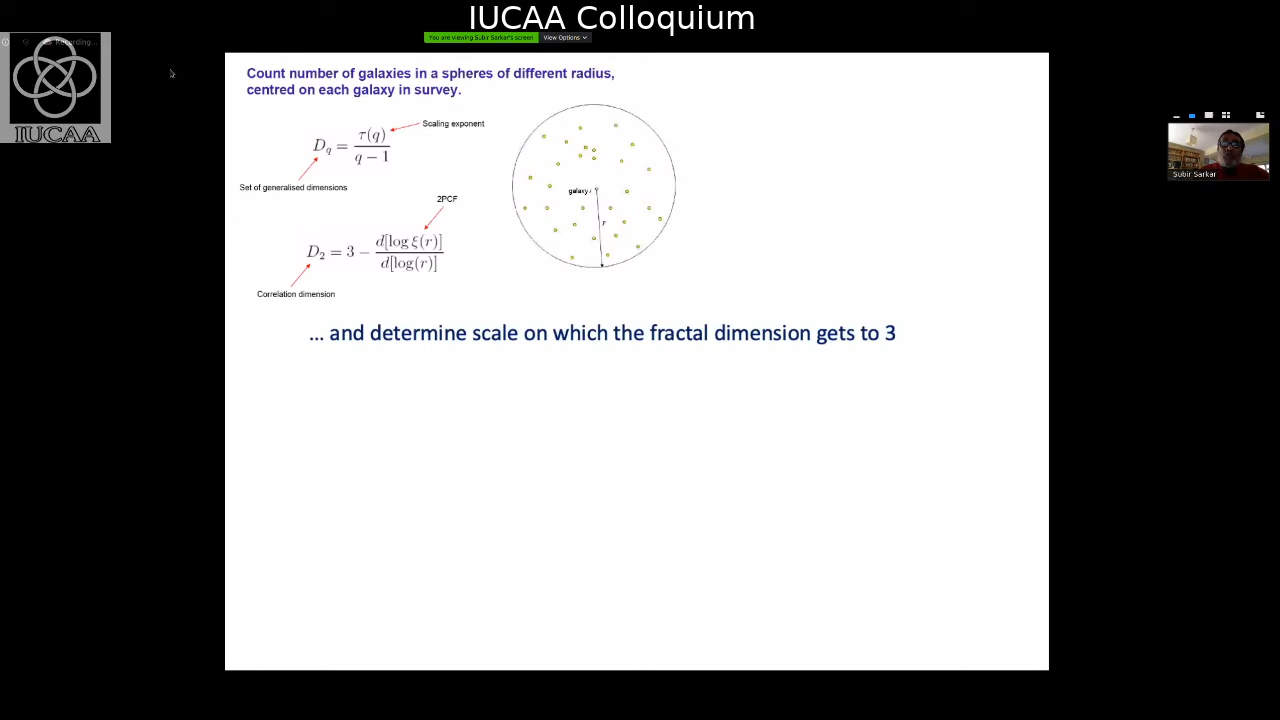 IUCAA Colloquium
You are viewing Subir Sarkar's screen
View Options
Recording...
IUCAA
Count number of galaxies in a spheres of different radius,
centred on each galaxy in survey.
Scaling exponent
D_q = τ(q) / (q − 1)
Set of generalised dimensions
2PCF
D_2 = 3 − d[log ξ(r)] / d[log(r)]
Correlation dimension
galaxy i
r
... and determine scale on which the fractal dimension gets to 3
Subir Sarkar